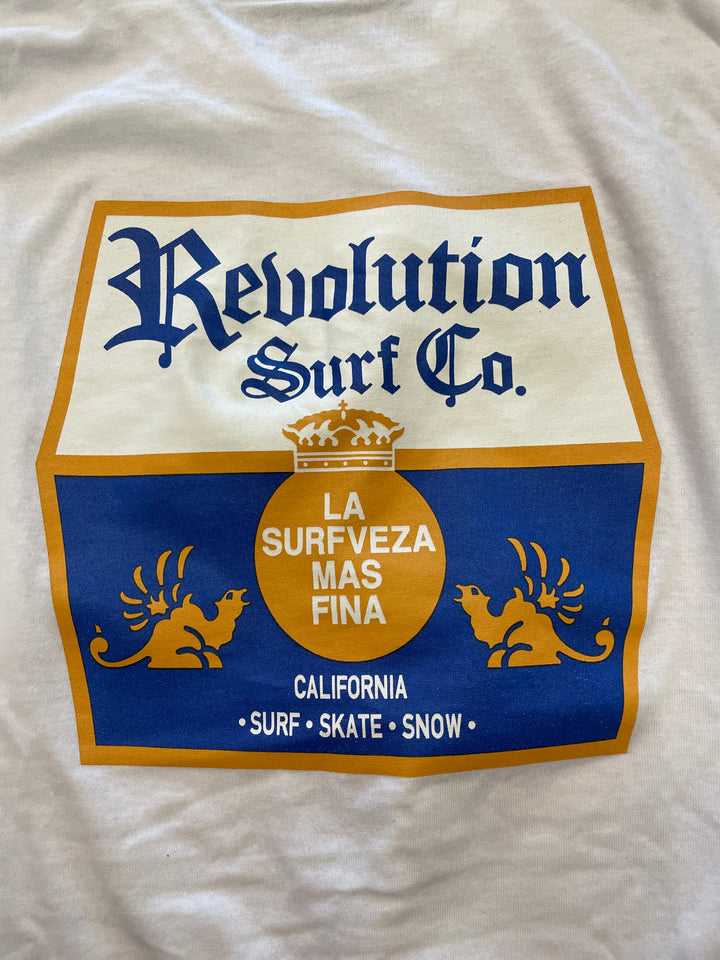 Revolution
Surf Co.
LA
SURFVEZA
MAS
FINA
CALIFORNIA
• SURF • SKATE • SNOW •